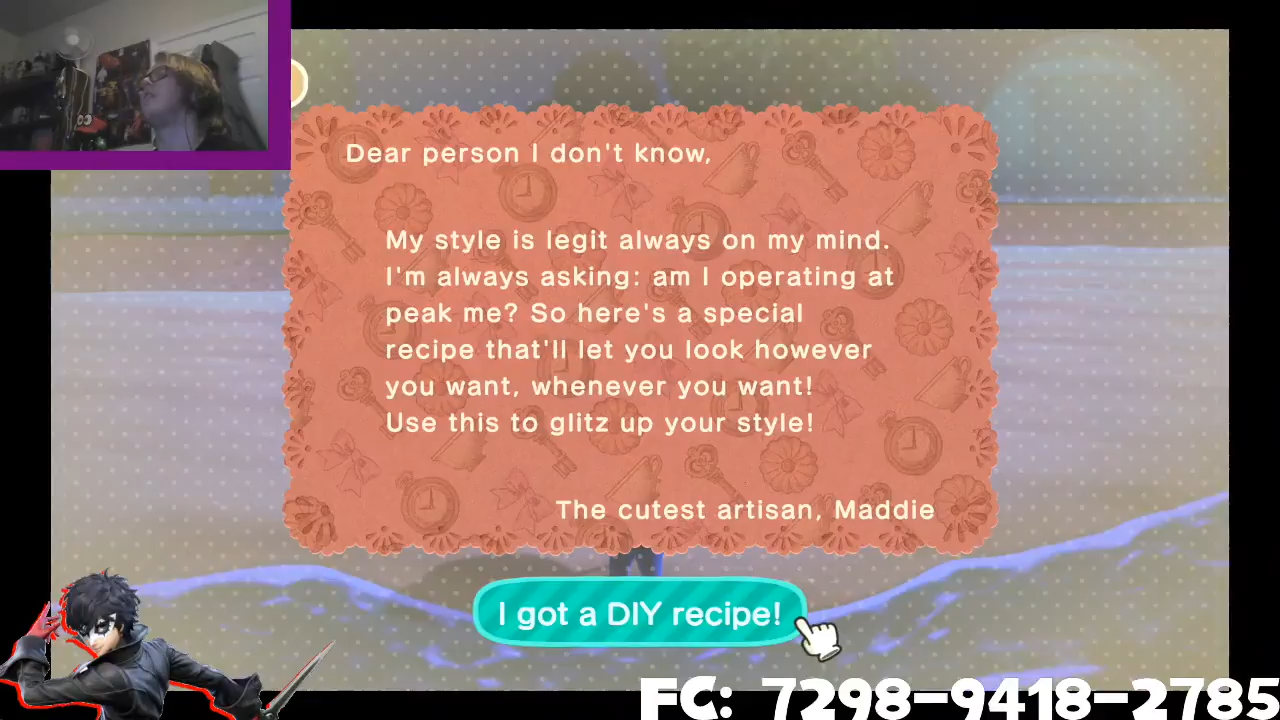 Dear person I don't know,
My style is legit always on my mind.
I'm always asking: am I operating at
peak me? So here's a special
recipe that'll let you look however
you want, whenever you want!
Use this to glitz up your style!
The cutest artisan, Maddie
I got a DIY recipe!
FC: 7298-9418-2785